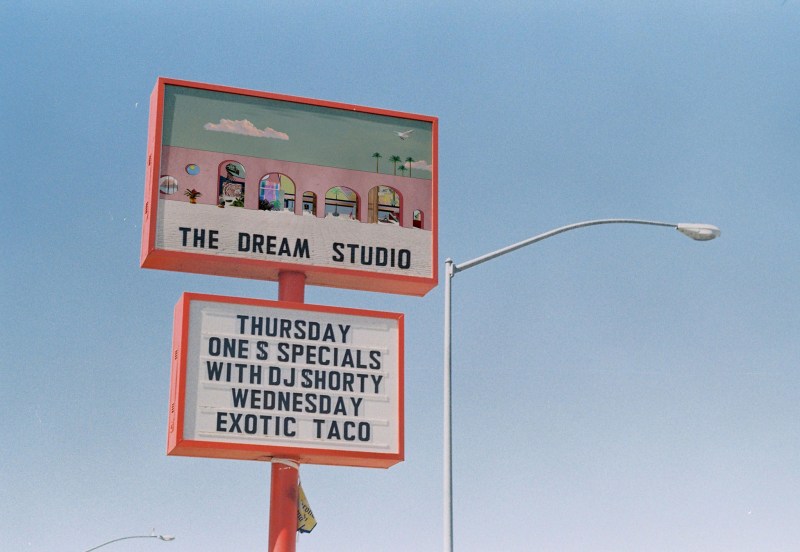 THE DREAM STUDIO
THURSDAY
ONE $ SPECIALS
WITH DJ SHORTY
WEDNESDAY
EXOTIC TACO